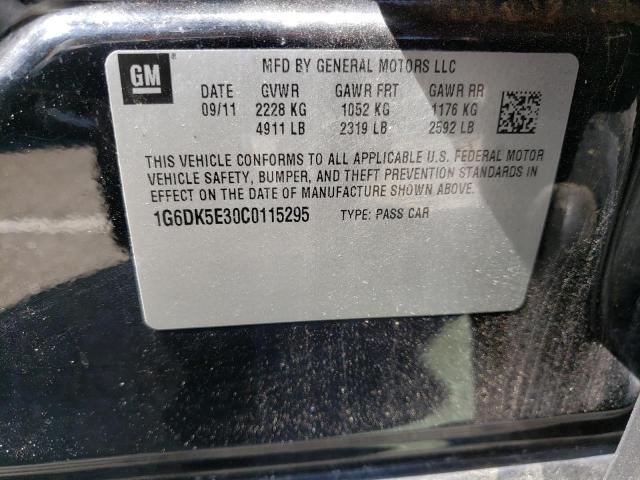 GM
MFD BY GENERAL MOTORS LLC
DATE GVWR GAWR FRT GAWR RR
09/11 2228 KG 1052 KG 1176 KG
4911 LB 2319 LB 2592 LB
THIS VEHICLE CONFORMS TO ALL APPLICABLE U.S. FEDERAL MOTOR
VEHICLE SAFETY, BUMPER, AND THEFT PREVENTION STANDARDS IN
EFFECT ON THE DATE OF MANUFACTURE SHOWN ABOVE.
1G6DK5E30C0115295 TYPE: PASS CAR